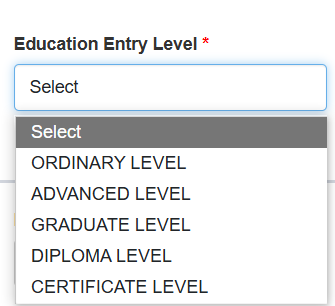 Education Entry Level *
Select
Select
ORDINARY LEVEL
ADVANCED LEVEL
GRADUATE LEVEL
DIPLOMA LEVEL
CERTIFICATE LEVEL